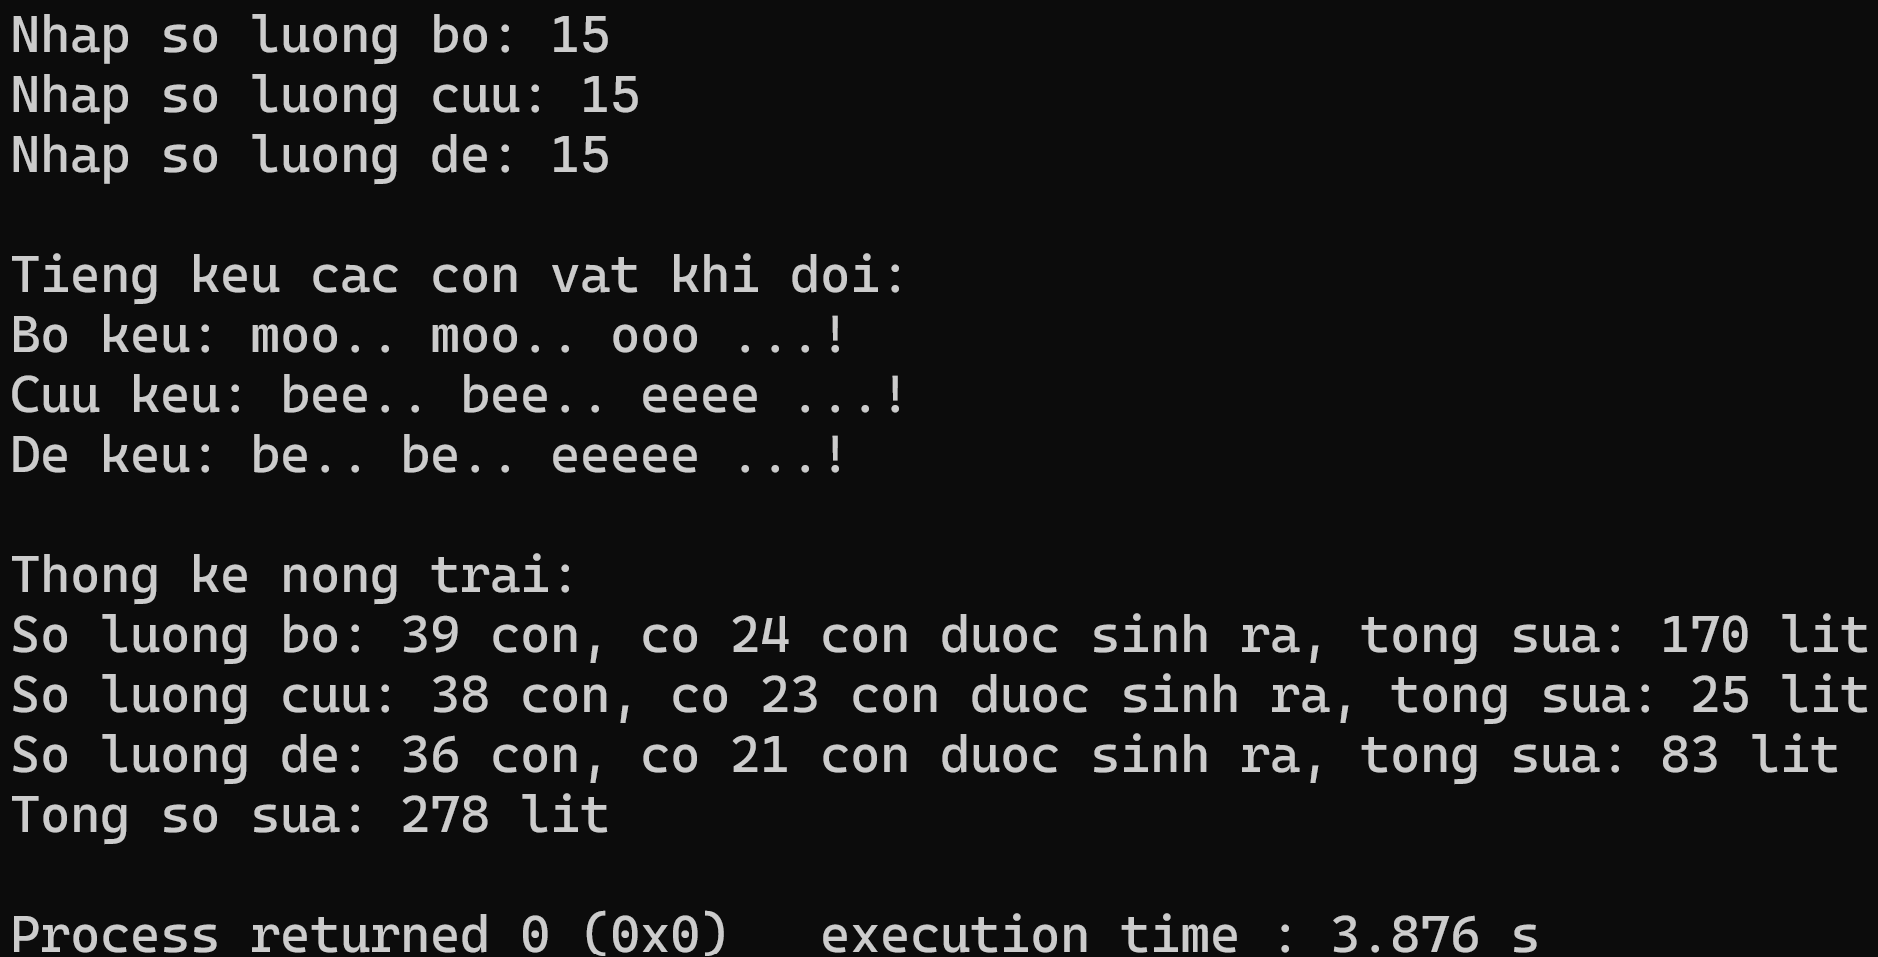 Nhap so luong bo: 15
Nhap so luong cuu: 15
Nhap so luong de: 15
Tieng keu cac con vat khi doi:
Bo keu: moo.. moo.. ooo ...!
Cuu keu: bee.. bee.. eeee ...!
De keu: be.. be.. eeeee ...!
Thong ke nong trai:
So luong bo: 39 con, co 24 con duoc sinh ra, tong sua: 170 lit
So luong cuu: 38 con, co 23 con duoc sinh ra, tong sua: 25 lit
So luong de: 36 con, co 21 con duoc sinh ra, tong sua: 83 lit
Tong so sua: 278 lit
Process returned 0 (0x0)   execution time : 3.876 s